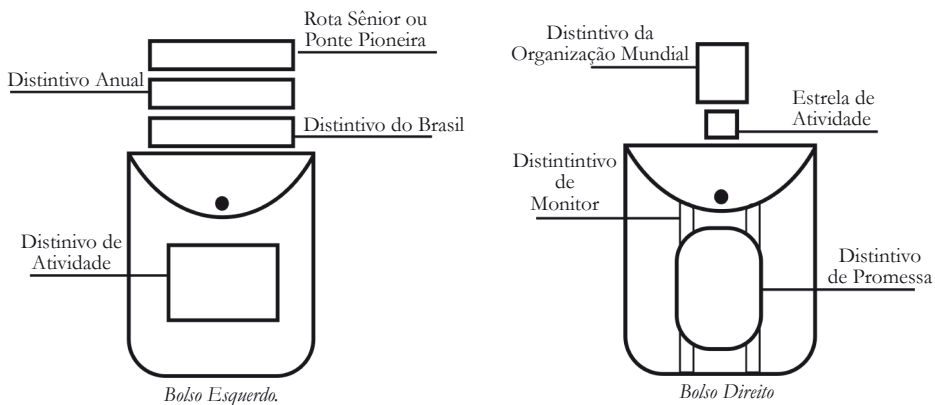 Rota Sênior ou
Ponte Pioneira
Distintivo Anual
Distintivo do Brasil
Distinivo de
Atividade
Bolso Esquerdo.
Distintivo da
Organização Mundial
Estrela de
Atividade
Distintintivo
de
Monitor
Distintivo
de Promessa
Bolso Direito